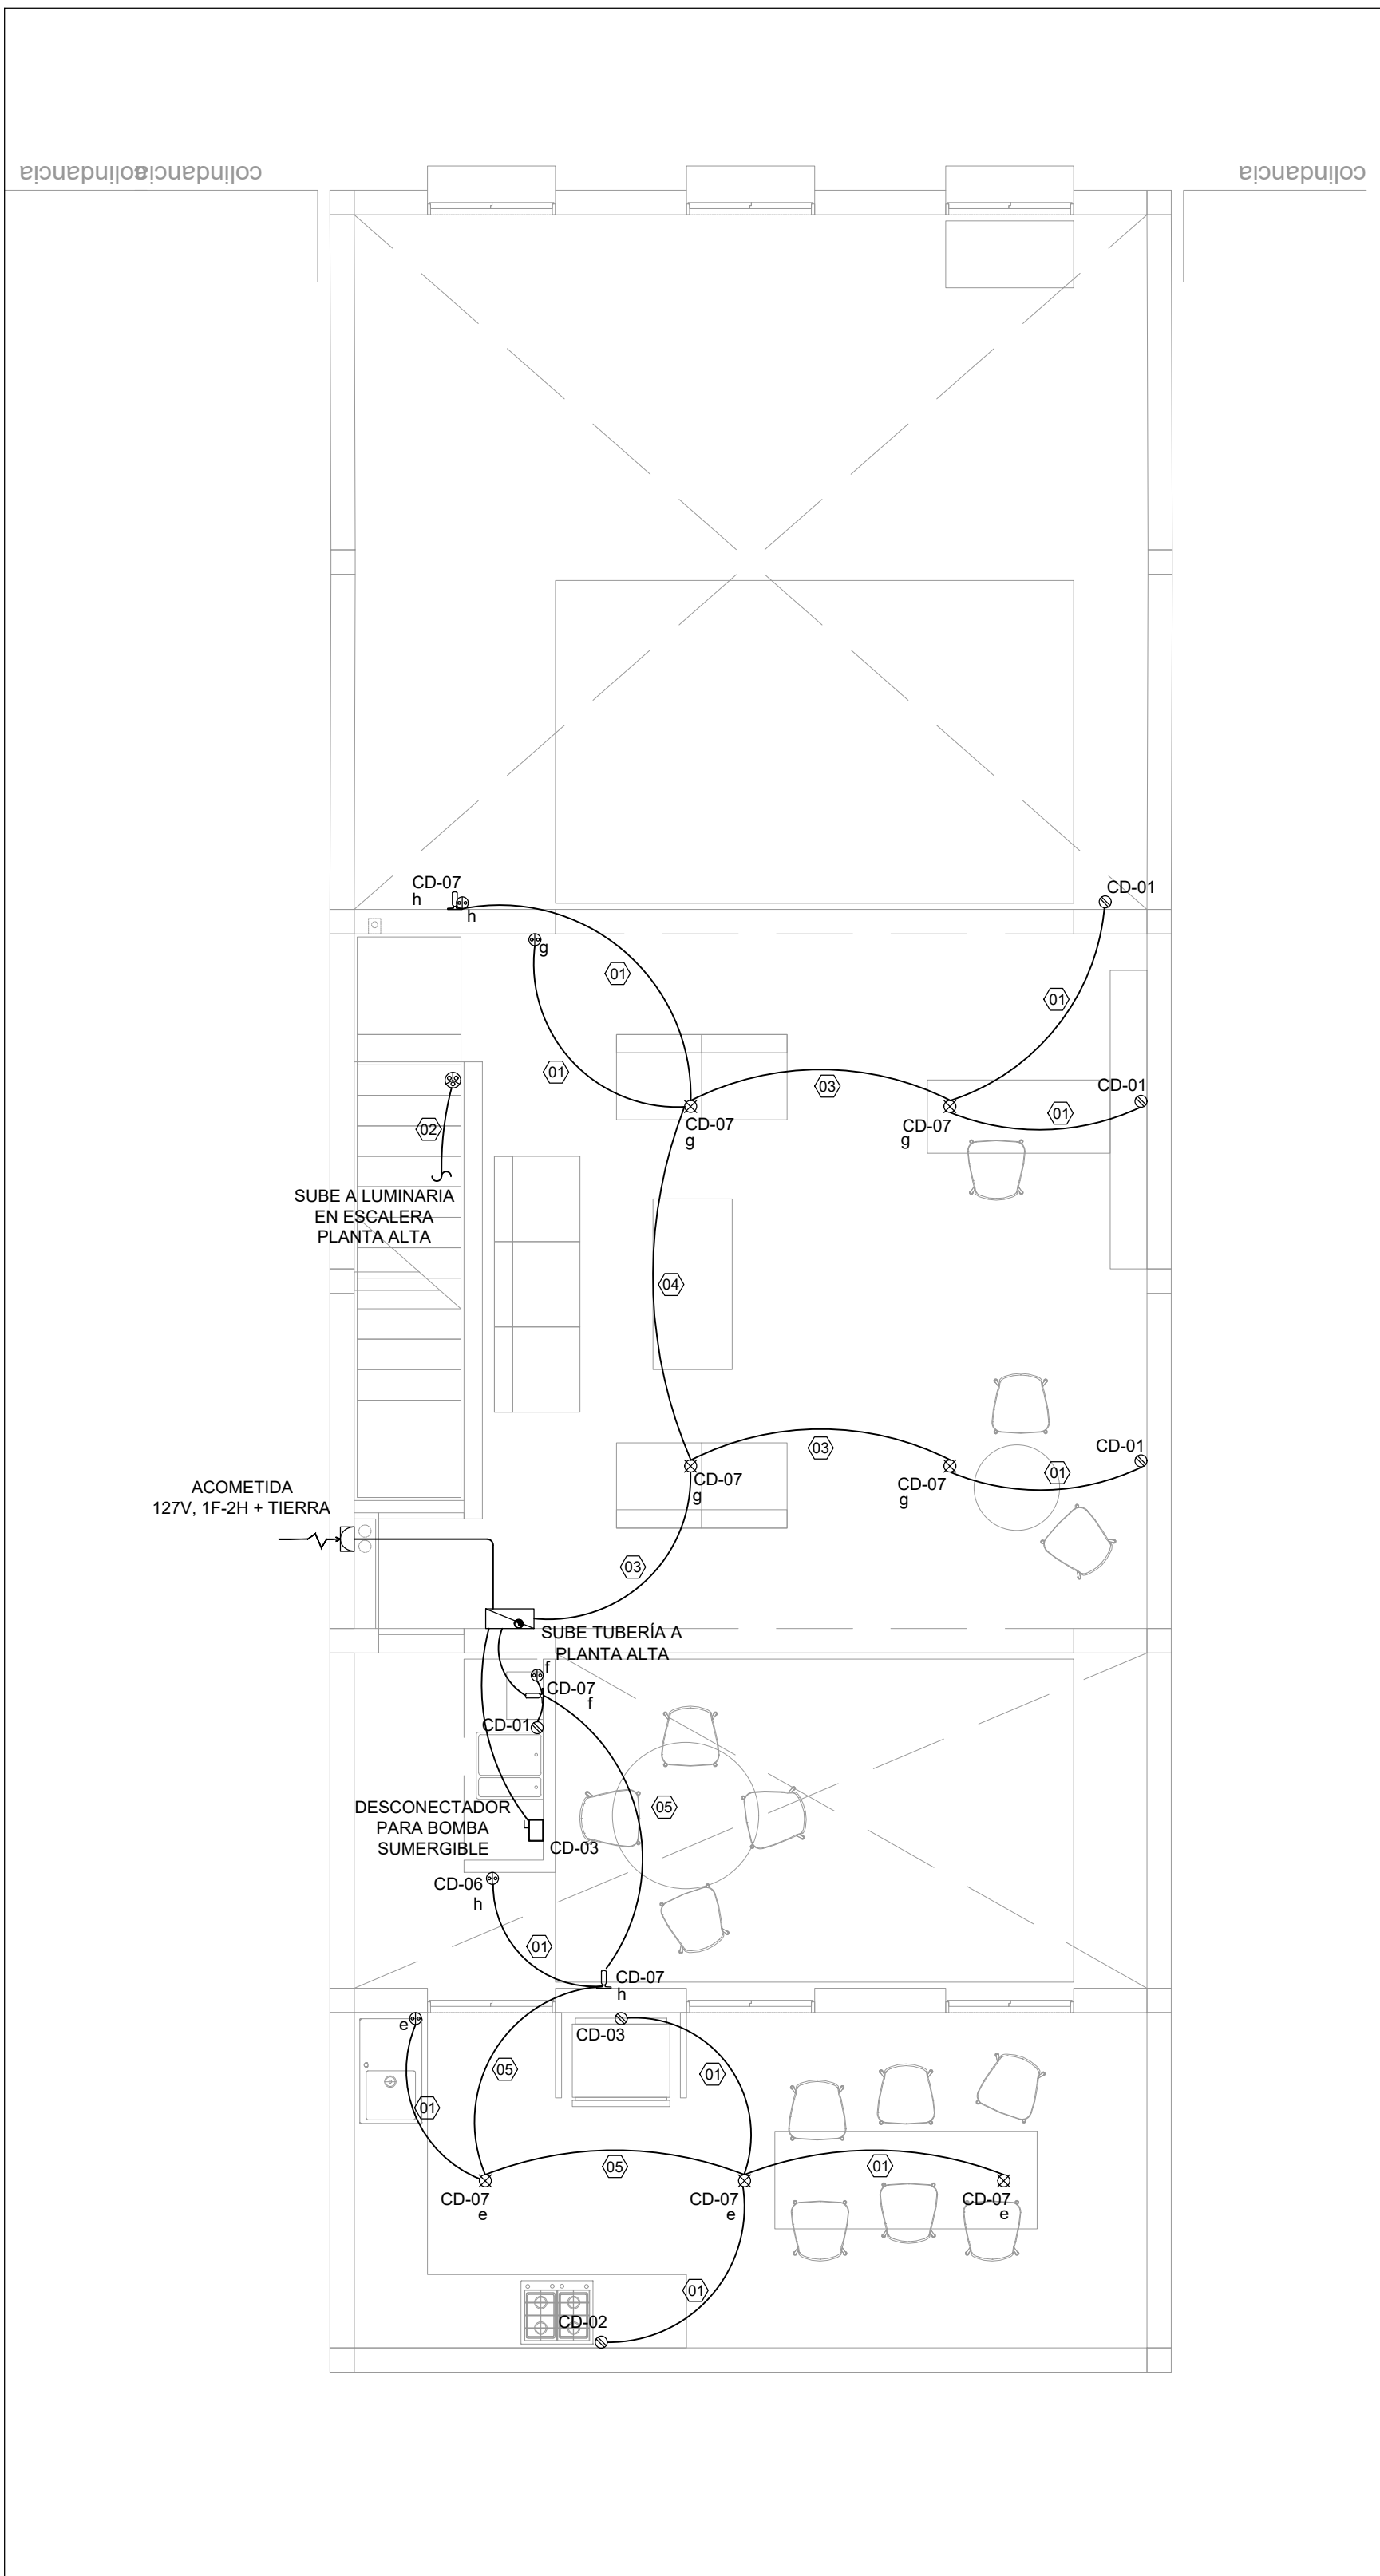 colindancia
colindancia
colindancia
CD-07
h
h
CD-01
g
01
01
01
03
CD-01
01
CD-07
g
CD-07
g
02
SUBE A LUMINARIA
EN ESCALERA
PLANTA ALTA
04
03
CD-01
01
CD-07
g
CD-07
g
ACOMETIDA
127V, 1F-2H + TIERRA
03
SUBE TUBERÍA A
PLANTA ALTA
f
CD-07
f
CD-01
05
DESCONECTADOR
PARA BOMBA
SUMERGIBLE
CD-03
CD-06
h
01
CD-07
h
e
CD-03
05
01
01
05
01
CD-07
e
CD-07
e
CD-07
e
01
CD-02